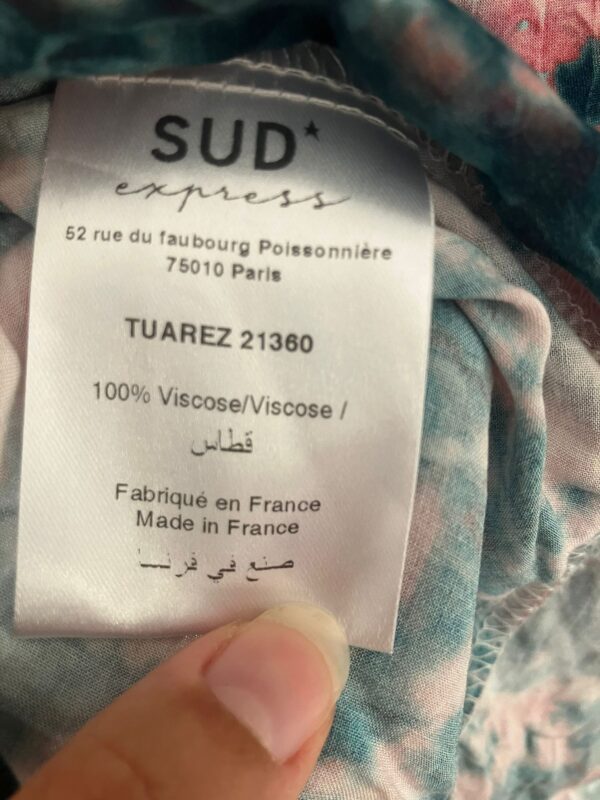 SUD★
express
52 rue du faubourg Poissonnière
75010 Paris
TUAREZ 21360
100% Viscose/Viscose /
قطاس
Fabriqué en France
Made in France
صنع في فرنسا